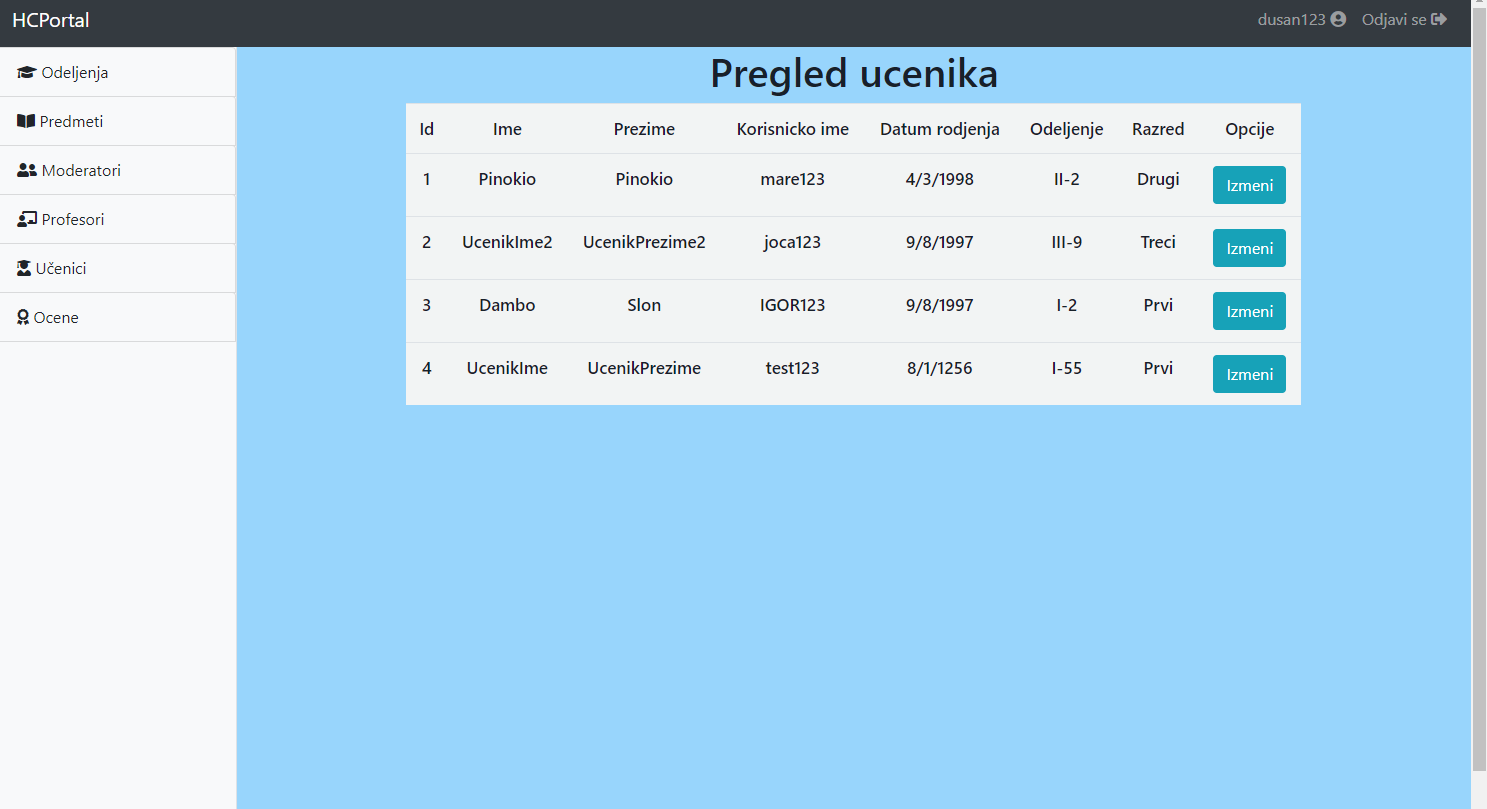 HCPortal dusan123 Odjavi se
Odeljenja
Predmeti
Moderatori
Profesori
Učenici
Ocene
Pregled ucenika
Id Ime Prezime Korisnicko ime Datum rodjenja Odeljenje Razred Opcije
1 Pinokio Pinokio mare123 4/3/1998 II-2 Drugi Izmeni
2 UcenikIme2 UcenikPrezime2 joca123 9/8/1997 III-9 Treci Izmeni
3 Dambo Slon IGOR123 9/8/1997 I-2 Prvi Izmeni
4 UcenikIme UcenikPrezime test123 8/1/1256 I-55 Prvi Izmeni